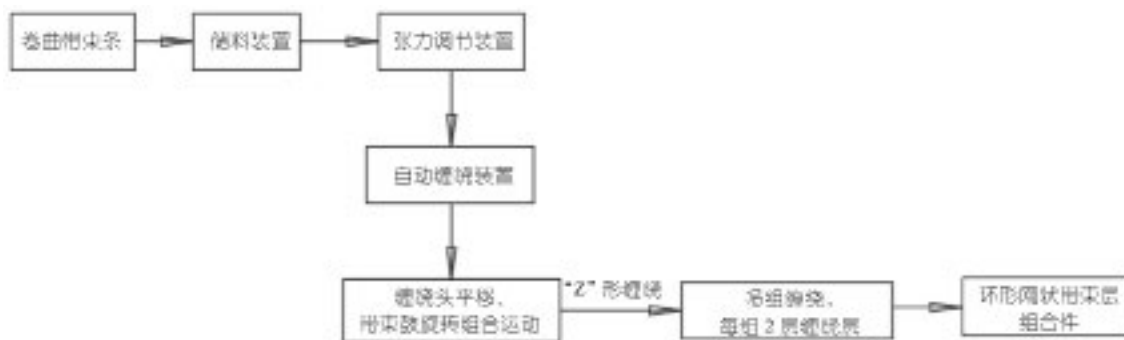 卷曲带束条
储料装置
张力调节装置
自动缠绕装置
缠绕头平移、
带束鼓旋转组合运动
“Z”形缠绕
多组缠绕、
每组2层缠绕层
环形网状带束层
组合件